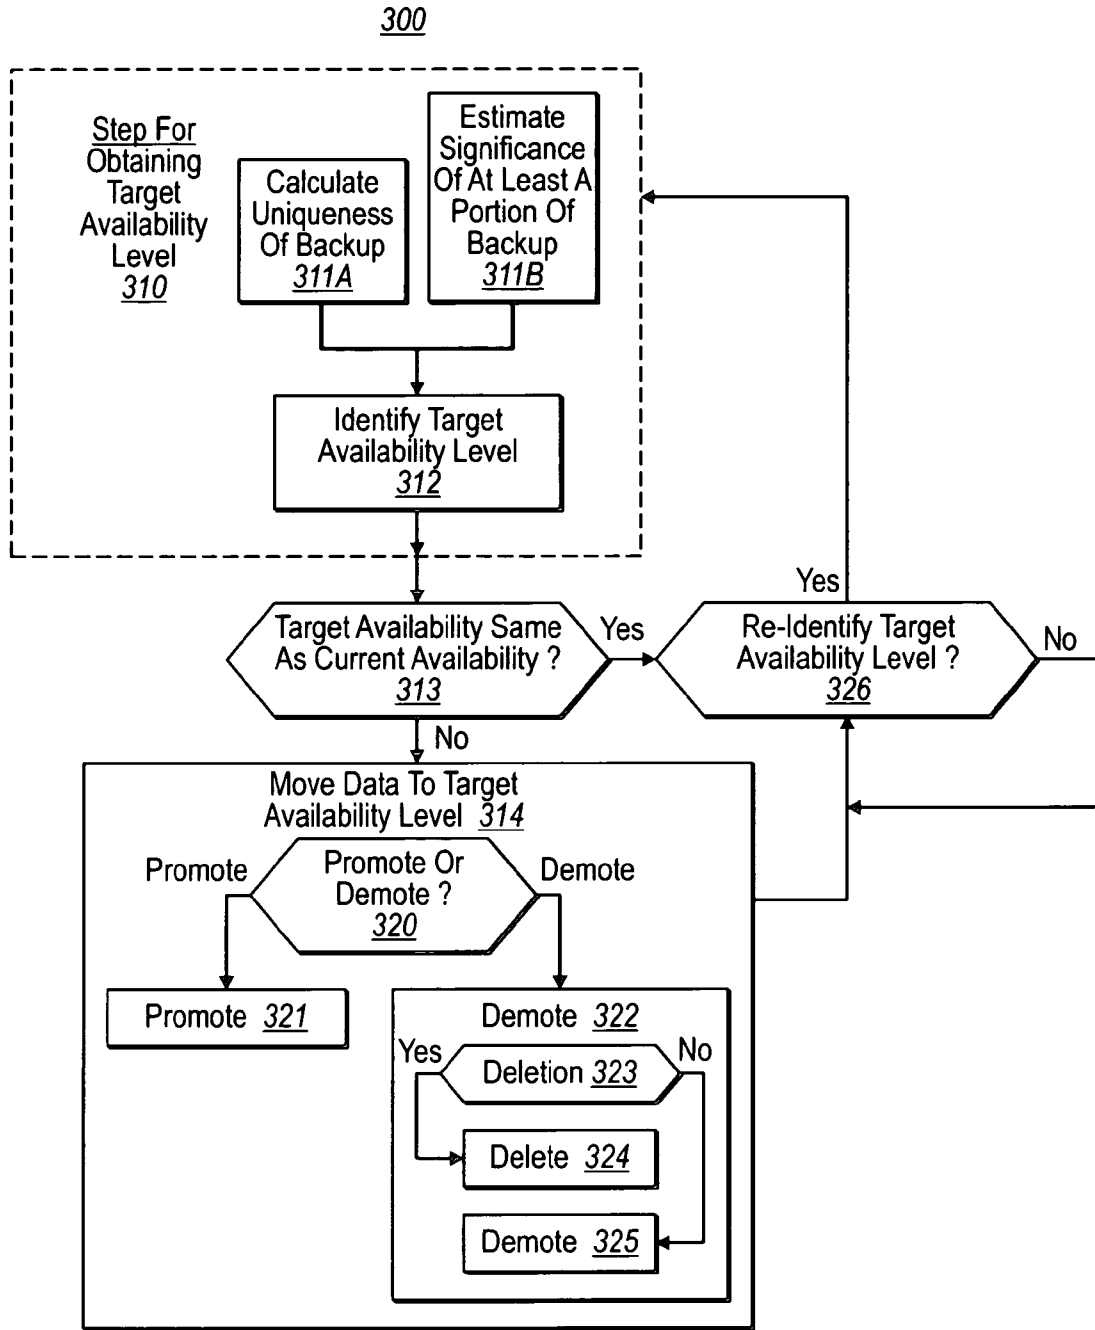 300
Step For
Obtaining
Target
Availability
Level
310
Calculate
Uniqueness
Of Backup
311A
Estimate
Significance
Of At Least A
Portion Of
Backup
311B
Identify Target
Availability Level
312
Target Availability Same
As Current Availability ?
313
Yes
No
Re-Identify Target
Availability Level ?
326
Yes
No
Move Data To Target
Availability Level 314
Promote Or
Demote ?
320
Promote
Demote
Promote 321
Demote 322
Deletion 323
Yes
No
Delete 324
Demote 325